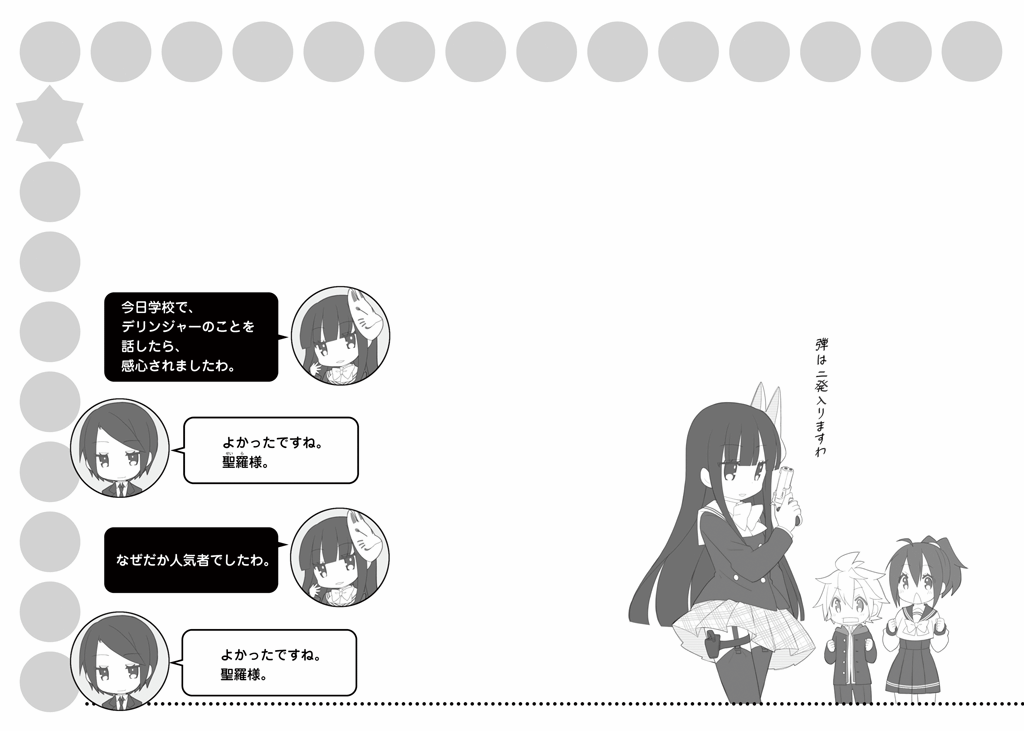 今日学校で、
デリンジャーのことを
話したら、
感心されましたわ。
よかったですね。
聖羅様。
なぜだか人気者でしたわ。
よかったですね。
聖羅様。
弾は二発入りますわ